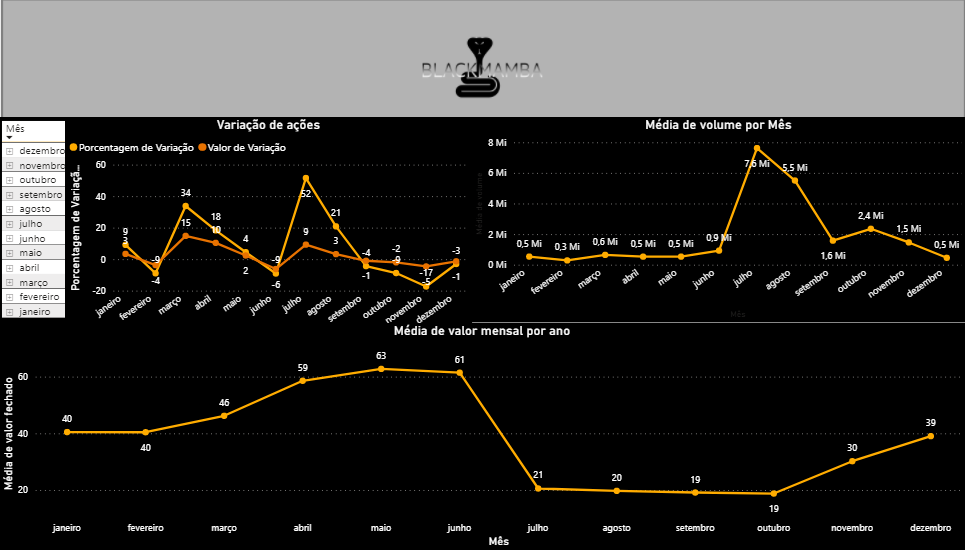 BLACKMAMBA
Mês
dezembro
novembro
outubro
setembro
agosto
julho
junho
maio
abril
março
fevereiro
janeiro
Variação de ações
Porcentagem de Variação Valor de Variação
Porcentagem de Variaçã...
60
40
20
0
-20
9
3
-9
-4
34
15
18
10
4
2
-9
-6
52
9
21
3
-4
-1
-2
-9
-17
-5
-3
-1
janeiro
fevereiro
março
abril
maio
junho
julho
agosto
setembro
outubro
novembro
dezembro
Média de volume por Mês
Média de volume
8 Mi
6 Mi
4 Mi
2 Mi
0 Mi
0,5 Mi
0,3 Mi
0,6 Mi
0,5 Mi
0,5 Mi
0,9 Mi
7,6 Mi
5,5 Mi
1,6 Mi
2,4 Mi
1,5 Mi
0,5 Mi
janeiro
fevereiro
março
abril
maio
junho
julho
agosto
setembro
outubro
novembro
dezembro
Mês
Média de valor mensal por ano
Média de valor fechado
60
40
20
40
40
46
59
63
61
21
20
19
19
30
39
janeiro
fevereiro
março
abril
maio
junho
julho
agosto
setembro
outubro
novembro
dezembro
Mês